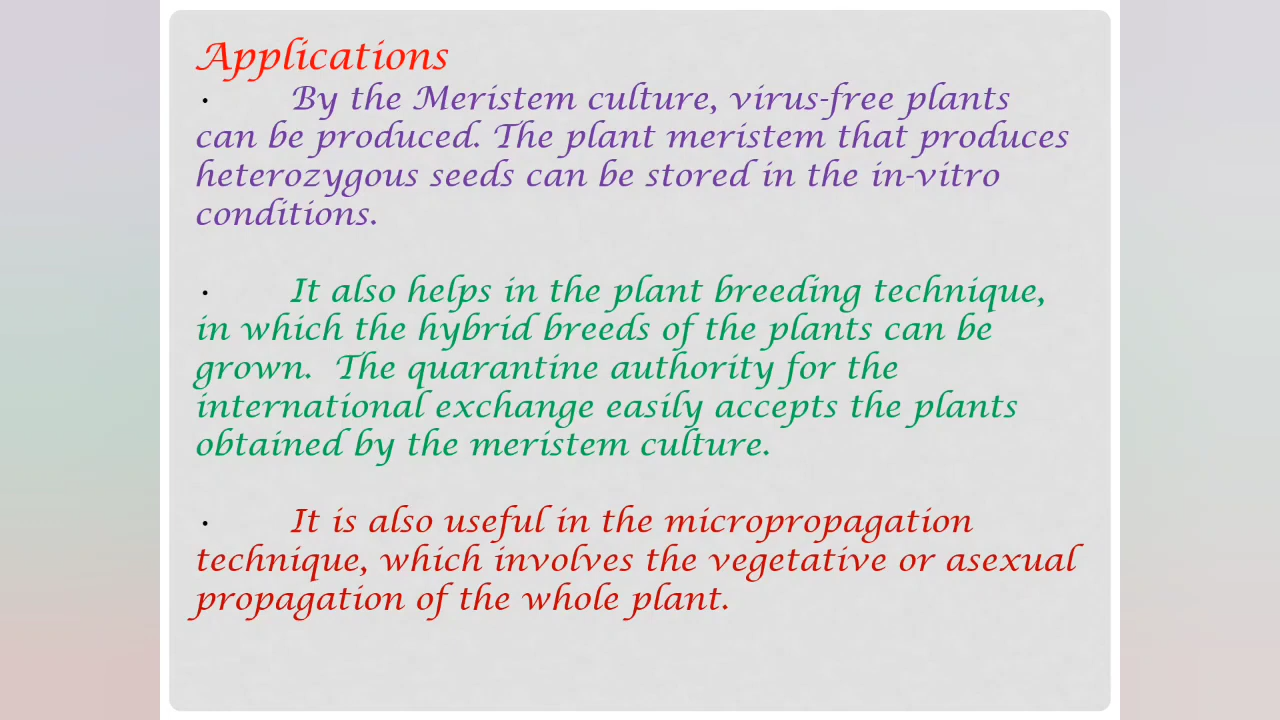 Applications
• By the Meristem culture, virus-free plants
can be produced. The plant meristem that produces
heterozygous seeds can be stored in the in-vitro
conditions.
• It also helps in the plant breeding technique,
in which the hybrid breeds of the plants can be
grown.  The quarantine authority for the
international exchange easily accepts the plants
obtained by the meristem culture.
• It is also useful in the micropropagation
technique, which involves the vegetative or asexual
propagation of the whole plant.